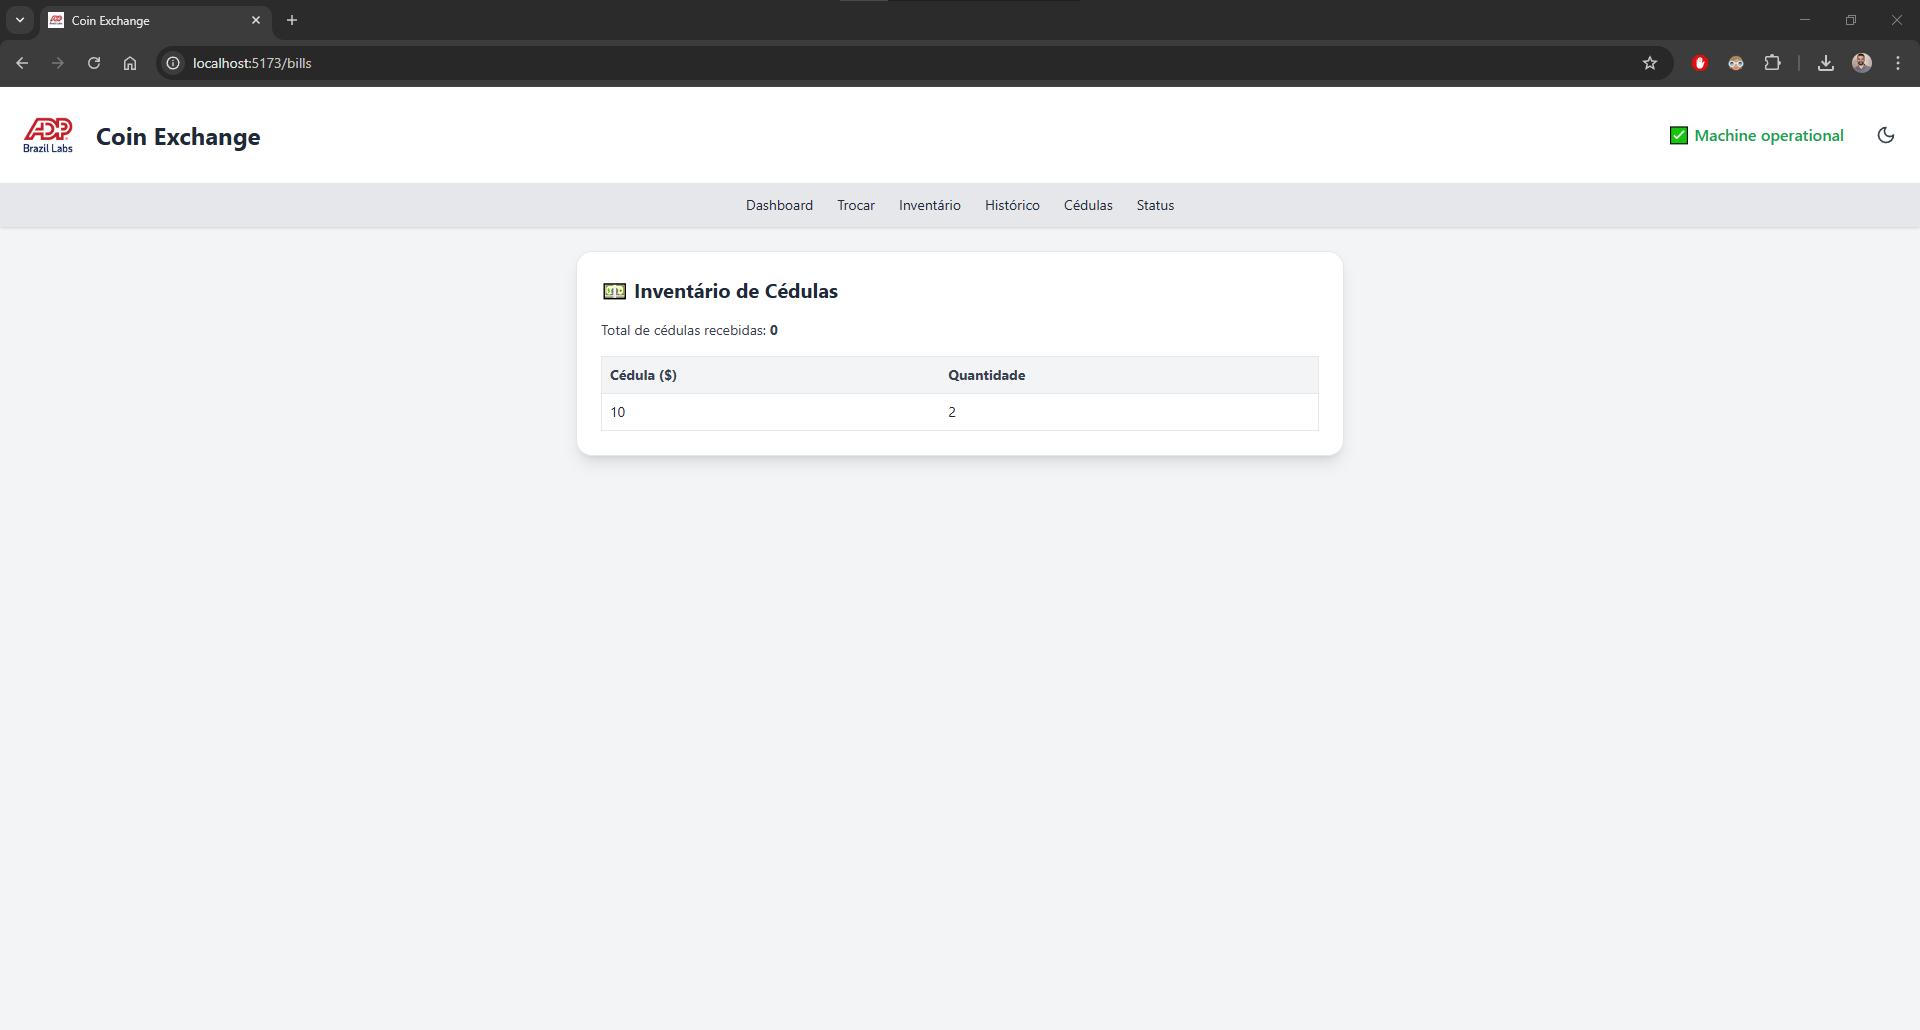 Coin Exchange
localhost:5173/bills
ADP
Brazil Labs
Coin Exchange
Machine operational
Dashboard Trocar Inventário Histórico Cédulas Status
Inventário de Cédulas
Total de cédulas recebidas: 0
Cédula ($) Quantidade
10 2